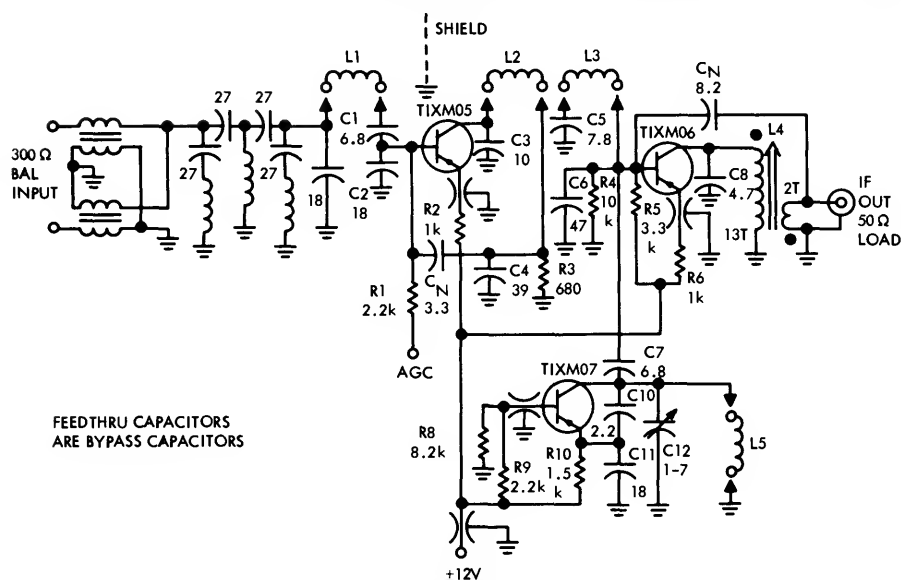 SHIELD
L1
L2
L3
C_N
8.2
27
27
C1
6.8
TIXM05
C5
7.8
TIXM06
L4
300 Ω
BAL
INPUT
27
27
18
C2
18
C3
10
C6
47
R4
10
k
R5
3.3
k
C8
4.7
2T
13T
IF
OUT
50 Ω
LOAD
R2
1k
C_N
3.3
C4
39
R3
680
R6
1k
R1
2.2k
AGC
TIXM07
C7
6.8
C10
2.2
C11
18
C12
1-7
L5
FEEDTHRU CAPACITORS
ARE BYPASS CAPACITORS
R8
8.2k
R9
2.2k
R10
1.5
k
+12V